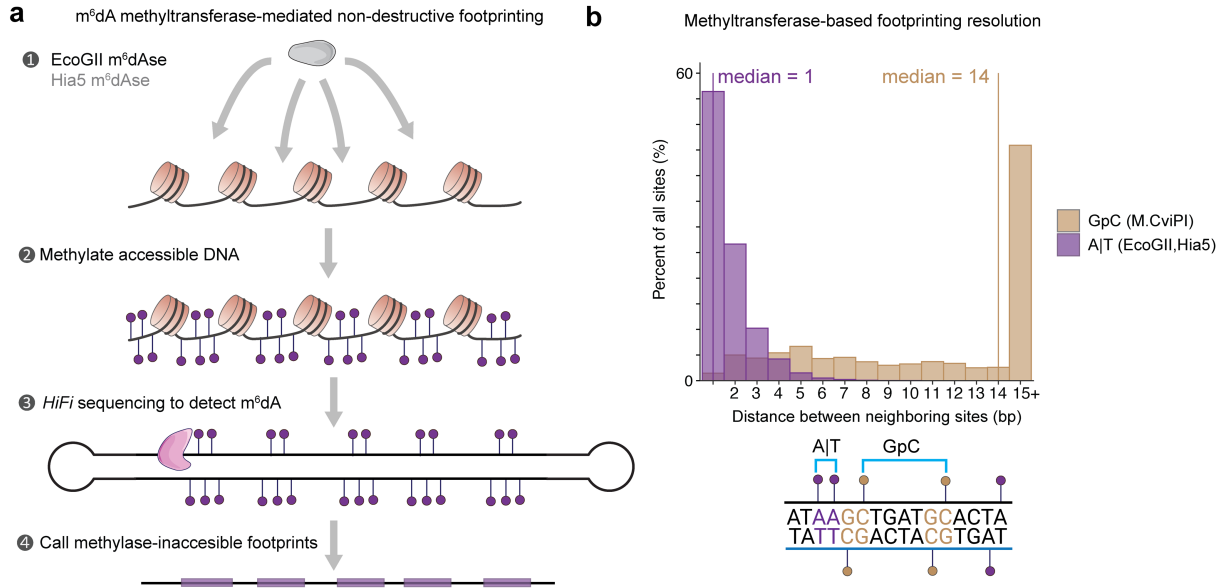 a
m⁶dA methyltransferase-mediated non-destructive footprinting
1 EcoGII m⁶dAse
Hia5 m⁶dAse
2 Methylate accessible DNA
3 HiFi sequencing to detect m⁶dA
4 Call methylase-inaccesible footprints
b
Methyltransferase-based footprinting resolution
60
median = 1
median = 14
Percent of all sites (%)
GpC (M.CviPI)
A|T (EcoGII,Hia5)
0
2 3 4 5 6 7 8 9 10 11 12 13 14 15+
Distance between neighboring sites (bp)
A|T GpC
ATAAGCTGATGCACTA
TATTCGACTACGTGAT